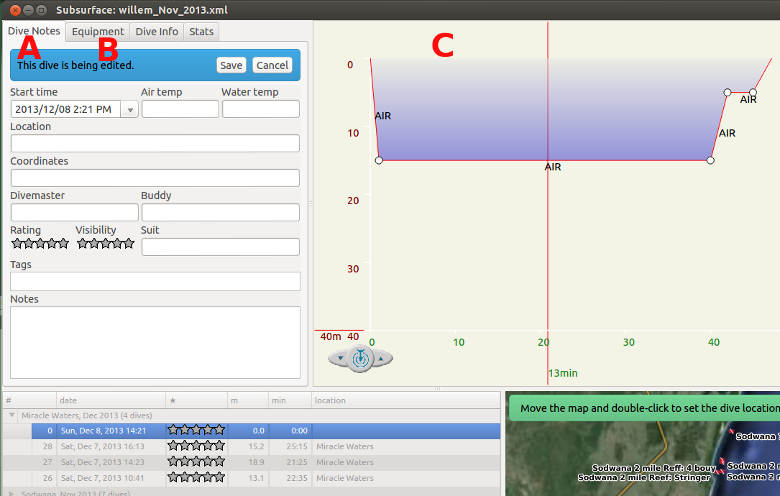 Subsurface: willem_Nov_2013.xml
Dive Notes Equipment Dive Info Stats
A B C
This dive is being edited. Save Cancel
Start time Air temp Water temp
2013/12/08 2:21 PM
Location
Coordinates
Divemaster Buddy
Rating Visibility Suit
Tags
Notes
0
10
20
30
40m 40
AIR
AIR
AIR
AIR
0 10 20 30 40
13min
# date ★ m min location
Miracle Waters, Dec 2013 (4 dives)
0 Sun, Dec 8, 2013 14:21 0.0 0:00
28 Sat, Dec 7, 2013 16:13 15.2 25:15 Miracle Waters
27 Sat, Dec 7, 2013 14:23 18.9 21:25 Miracle Waters
26 Sat, Dec 7, 2013 10:41 13.1 22:35 Miracle Waters
Sodwana, Nov 2013 (7 dives)
Move the map and double-click to set the dive location
Sodwana
Sodwana 2 mile Reff: 4 bouy
Sodwana 2
Sodwana 2 mile Reef: Stringer
Sodwana 2 m